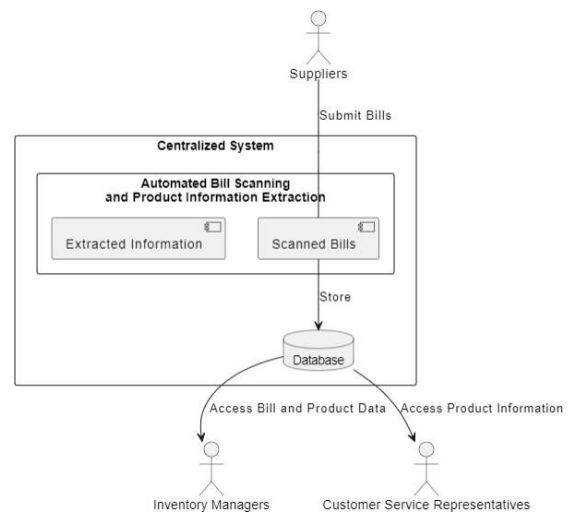 Suppliers
Submit Bills
Centralized System
Automated Bill Scanning
and Product Information Extraction
Extracted Information
Scanned Bills
Store
Database
Access Bill and Product Data
Access Product Information
Inventory Managers
Customer Service Representatives